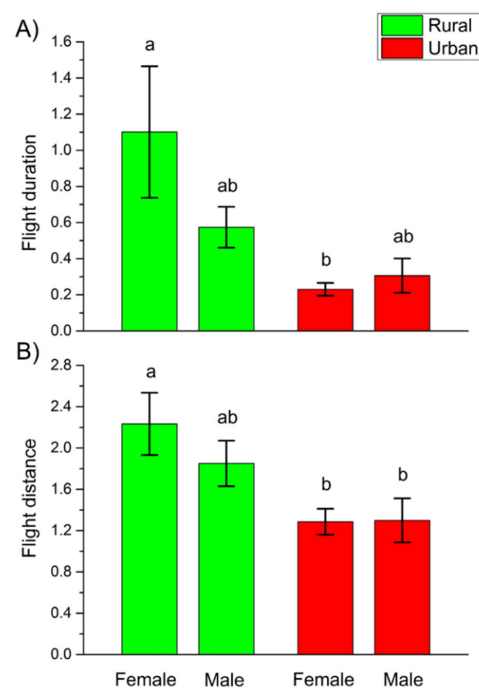 A)
Rural
Urban
Flight duration
1.6
1.4
1.2
1.0
0.8
0.6
0.4
0.2
0.0
a
ab
b
ab
B)
Flight distance
2.8
2.4
2.0
1.6
1.2
0.8
0.4
0.0
a
ab
b
b
Female Male Female Male